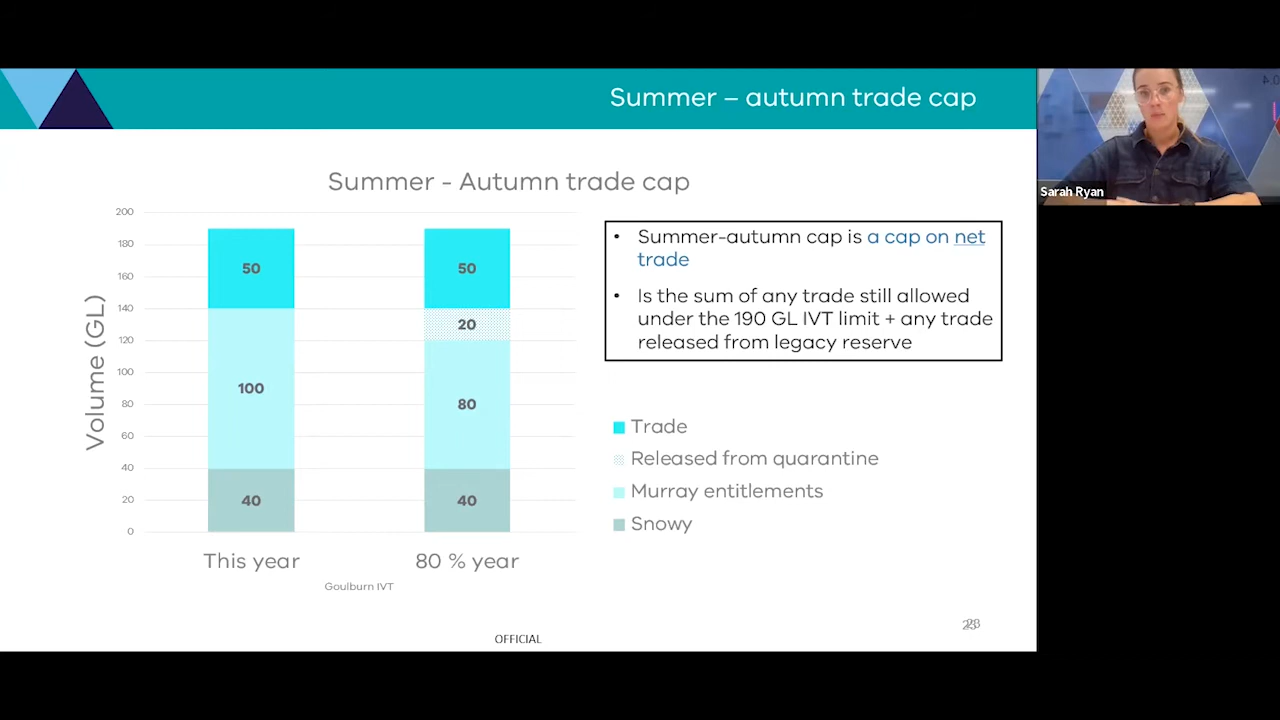 Summer – autumn trade cap
Sarah Ryan
Summer - Autumn trade cap
Volume (GL)
200
180
160
140
120
100
80
60
40
20
0
50
100
40
50
20
80
40
This year
80 % year
Goulburn IVT
• Summer-autumn cap is a cap on net
trade
• Is the sum of any trade still allowed
under the 190 GL IVT limit + any trade
released from legacy reserve
Trade
Released from quarantine
Murray entitlements
Snowy
OFFICIAL